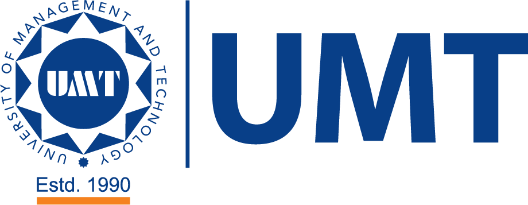 UNIVERSITY OF MANAGEMENT AND TECHNOLOGY
UMT
Estd. 1990
UMT